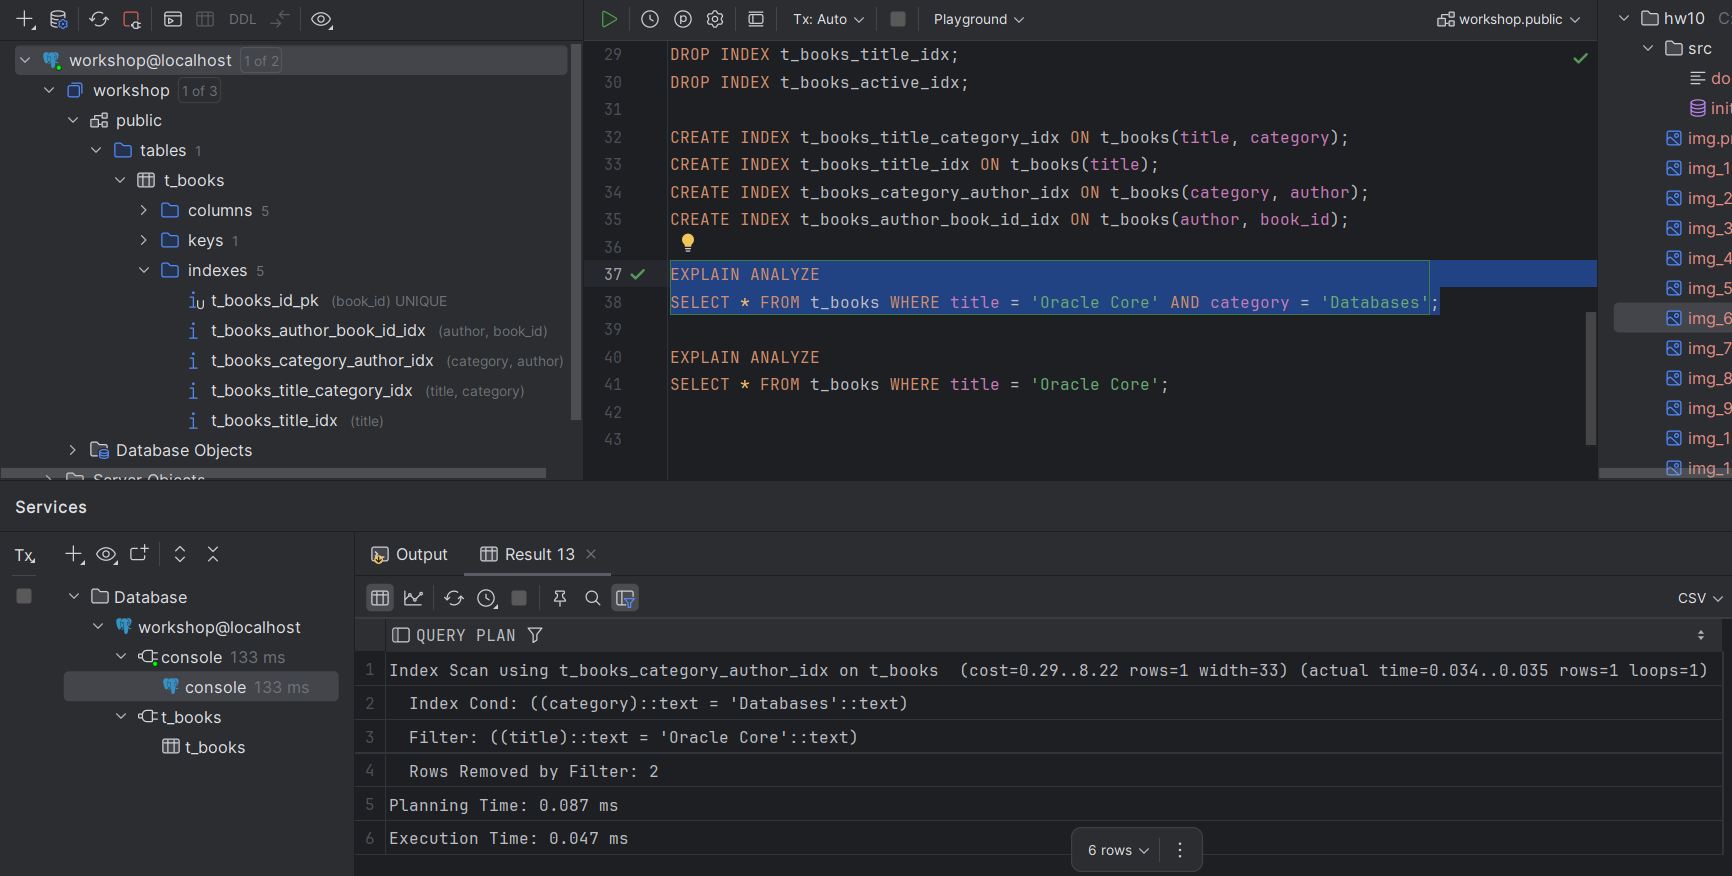 DDL
Tx: Auto
Playground
workshop.public
hw10
workshop@localhost 1 of 2
workshop 1 of 3
public
tables 1
t_books
columns 5
keys 1
indexes 5
t_books_id_pk (book_id) UNIQUE
t_books_author_book_id_idx (author, book_id)
t_books_category_author_idx (category, author)
t_books_title_category_idx (title, category)
t_books_title_idx (title)
Database Objects
Server Objects
29 DROP INDEX t_books_title_idx;
30 DROP INDEX t_books_active_idx;
31
32 CREATE INDEX t_books_title_category_idx ON t_books(title, category);
33 CREATE INDEX t_books_title_idx ON t_books(title);
34 CREATE INDEX t_books_category_author_idx ON t_books(category, author);
35 CREATE INDEX t_books_author_book_id_idx ON t_books(author, book_id);
36
37 EXPLAIN ANALYZE
38 SELECT * FROM t_books WHERE title = 'Oracle Core' AND category = 'Databases';
39
40 EXPLAIN ANALYZE
41 SELECT * FROM t_books WHERE title = 'Oracle Core';
42
43
src
do
ini
img.p
img_1
img_2
img_3
img_4
img_5
img_6
img_7
img_8
img_9
img_1
img_1
Services
Tx
Database
workshop@localhost
console 133 ms
console 133 ms
t_books
t_books
Output
Result 13
CSV
QUERY PLAN
1 Index Scan using t_books_category_author_idx on t_books (cost=0.29..8.22 rows=1 width=33) (actual time=0.034..0.035 rows=1 loops=1)
2 Index Cond: ((category)::text = 'Databases'::text)
3 Filter: ((title)::text = 'Oracle Core'::text)
4 Rows Removed by Filter: 2
5 Planning Time: 0.087 ms
6 Execution Time: 0.047 ms
6 rows